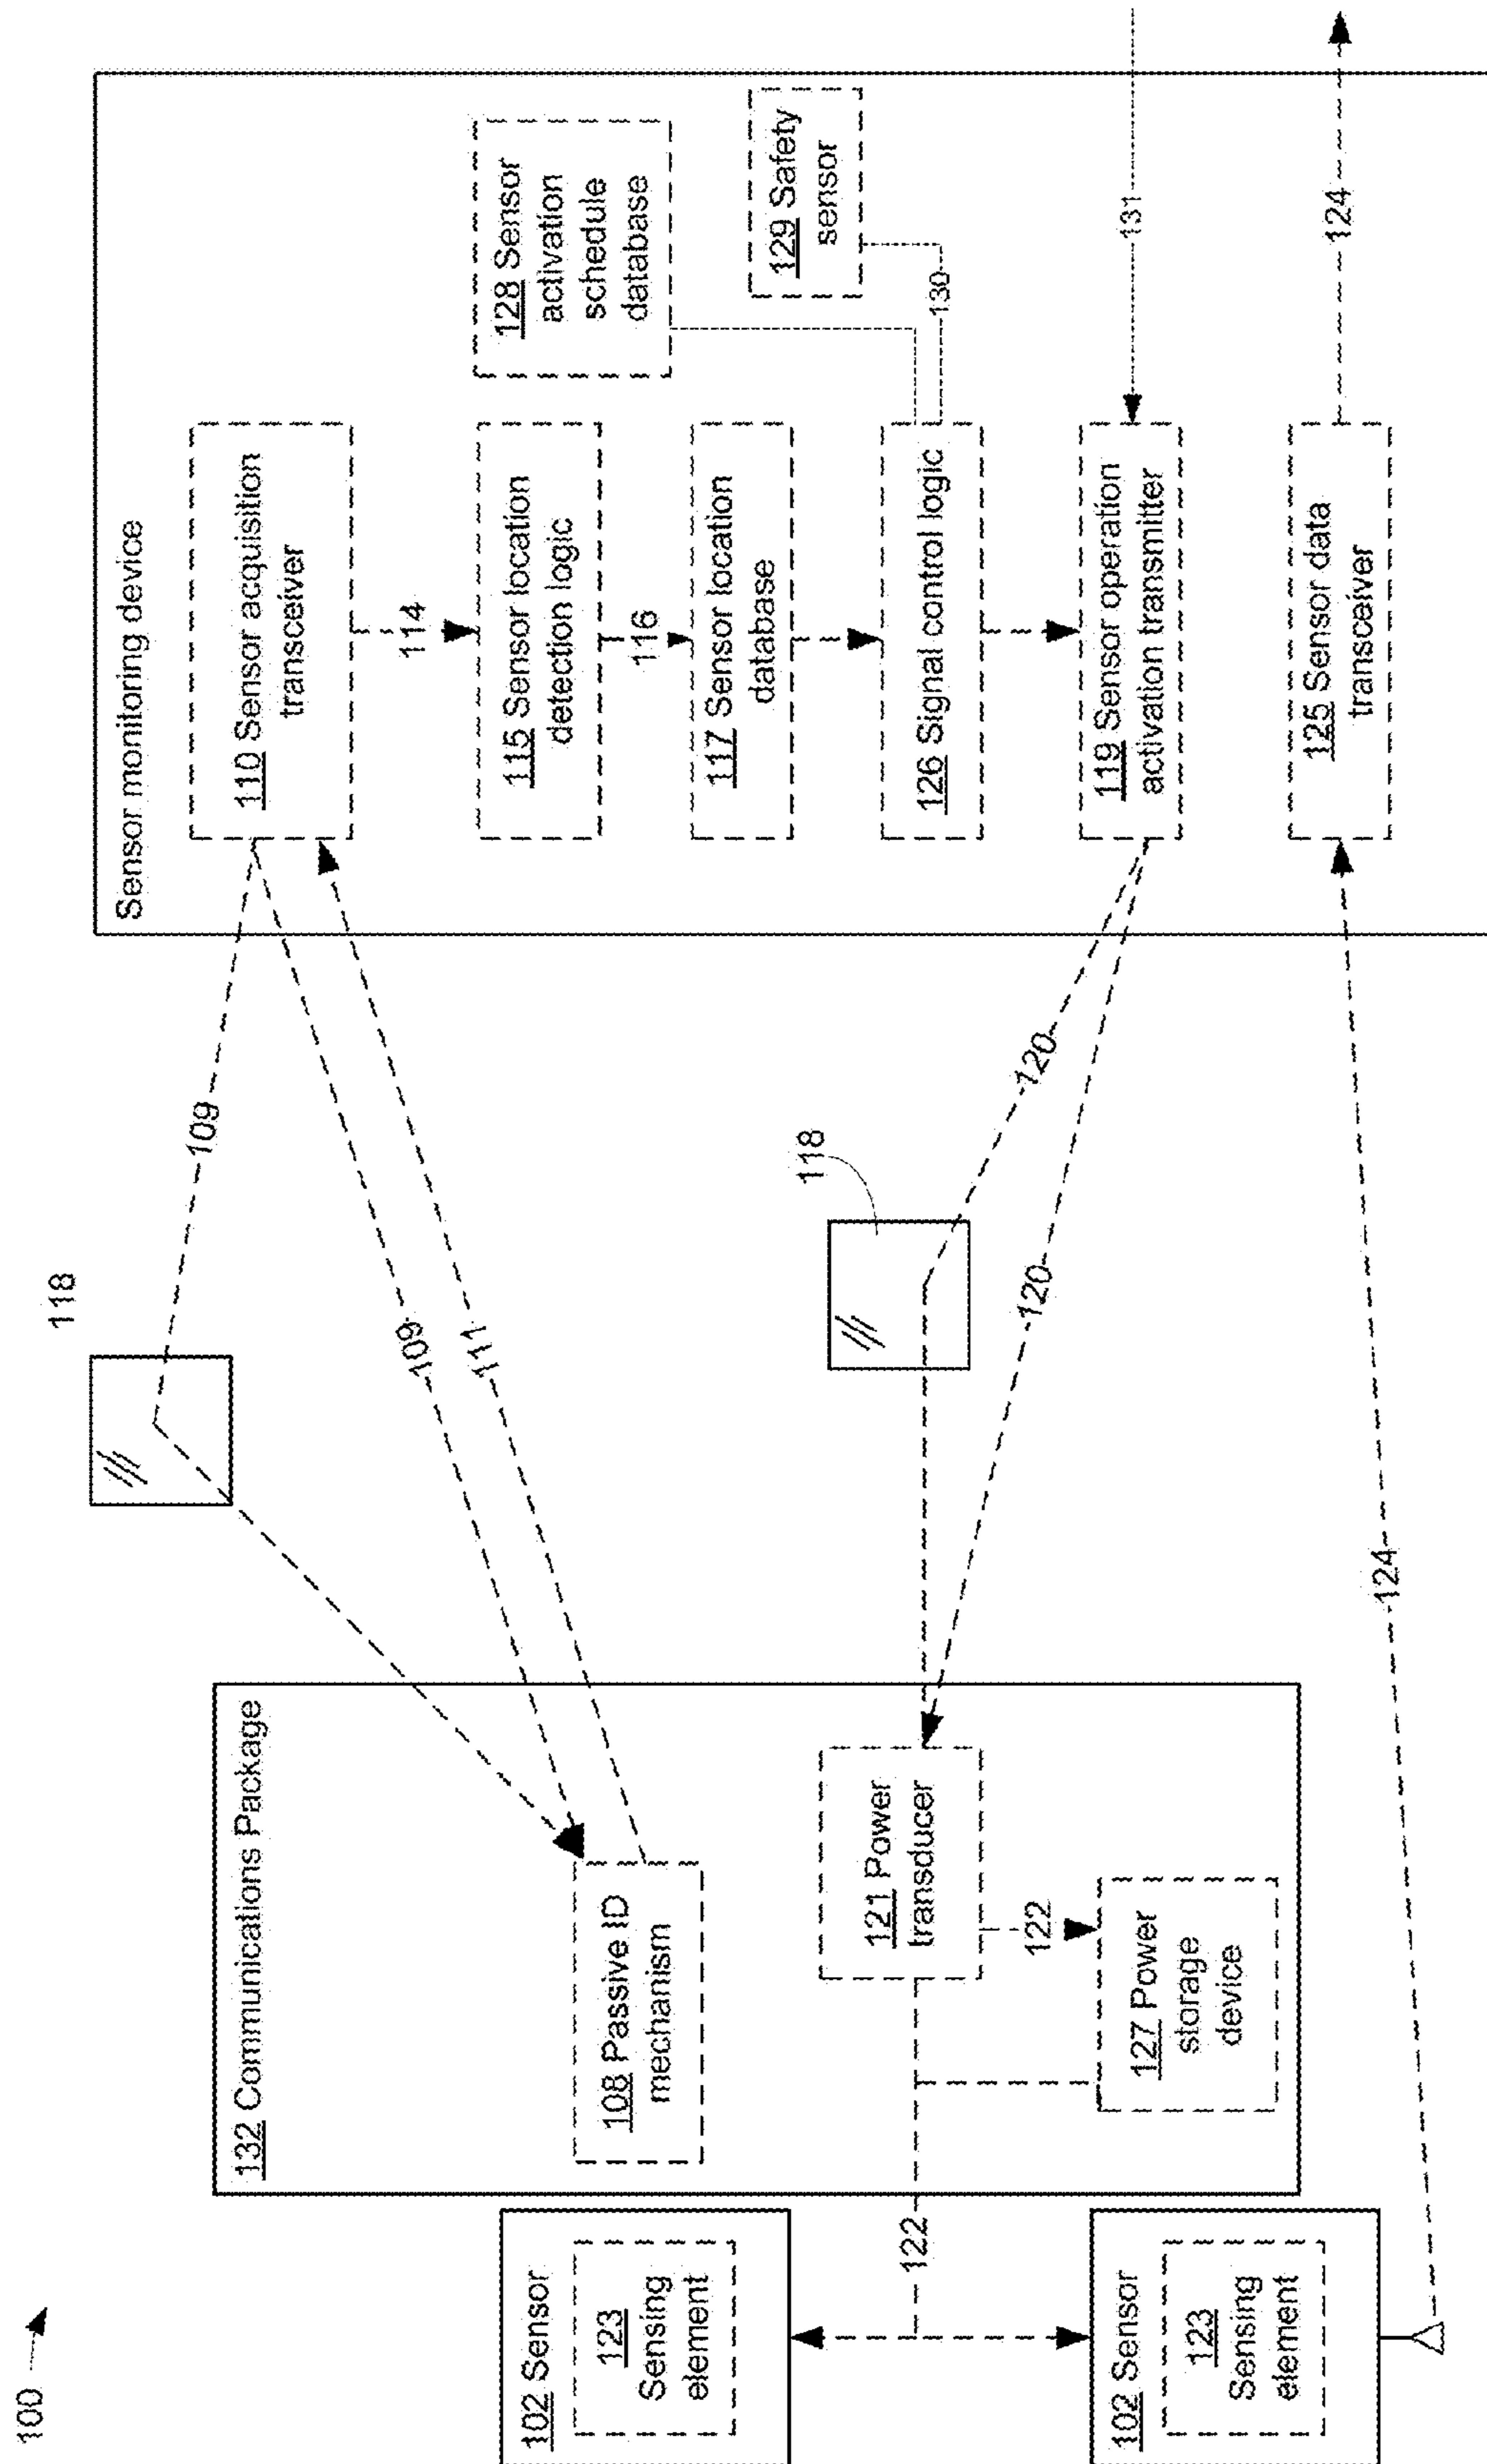 100
102 Sensor
123
Sensing
element
102 Sensor
123
Sensing
element
122
132 Communications Package
108 Passive ID
mechanism
121 Power
transducer
122
127 Power
storage
device
118
118
109
109
111
120
120
124
Sensor monitoring device
110 Sensor acquisition
transceiver
114
115 Sensor location
detection logic
116
117 Sensor location
database
126 Signal control logic
119 Sensor operation
activation transmitter
125 Sensor data
transceiver
128 Sensor
activation
schedule
database
129 Safety
sensor
130
131
124